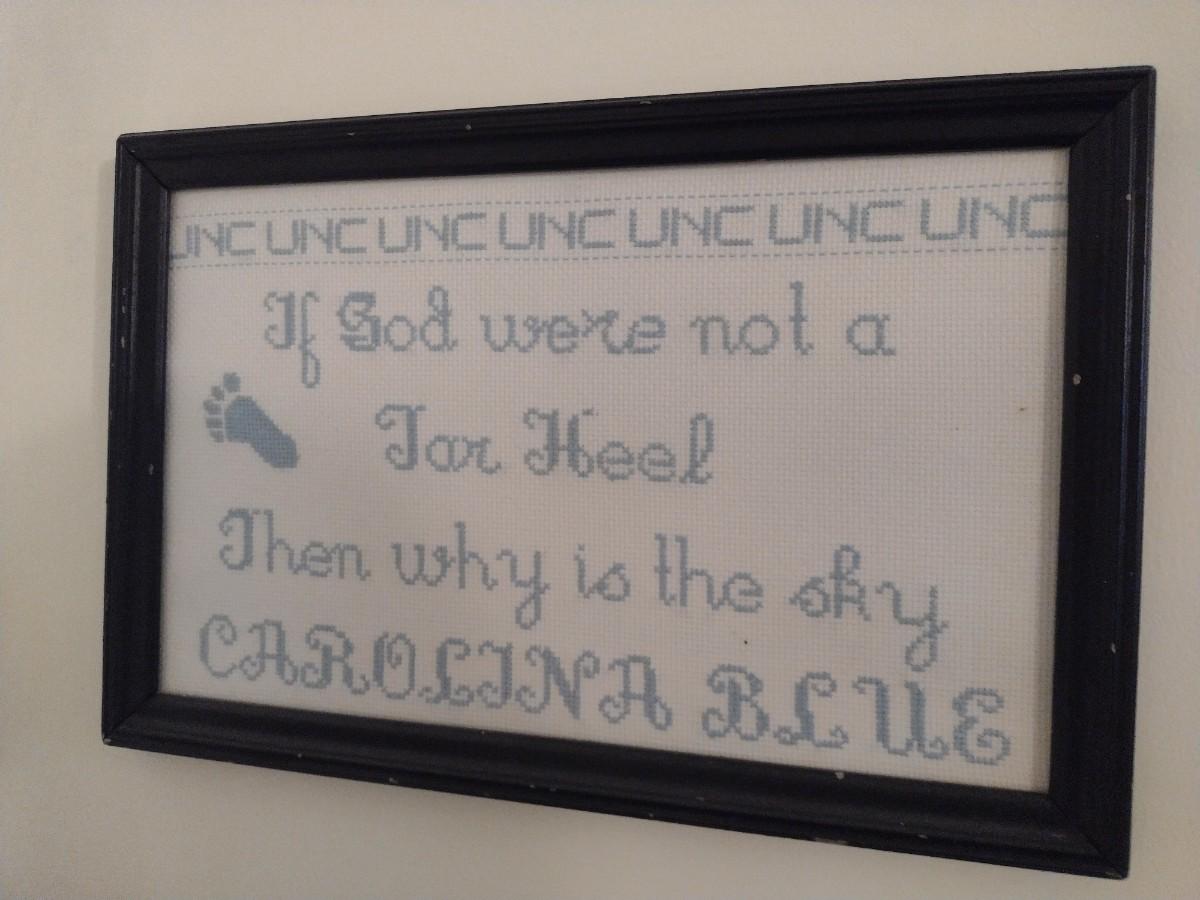 UNC UNC UNC UNC UNC UNC UNC
If God were not a
Tar Heel
Then why is the sky
CAROLINA BLUE